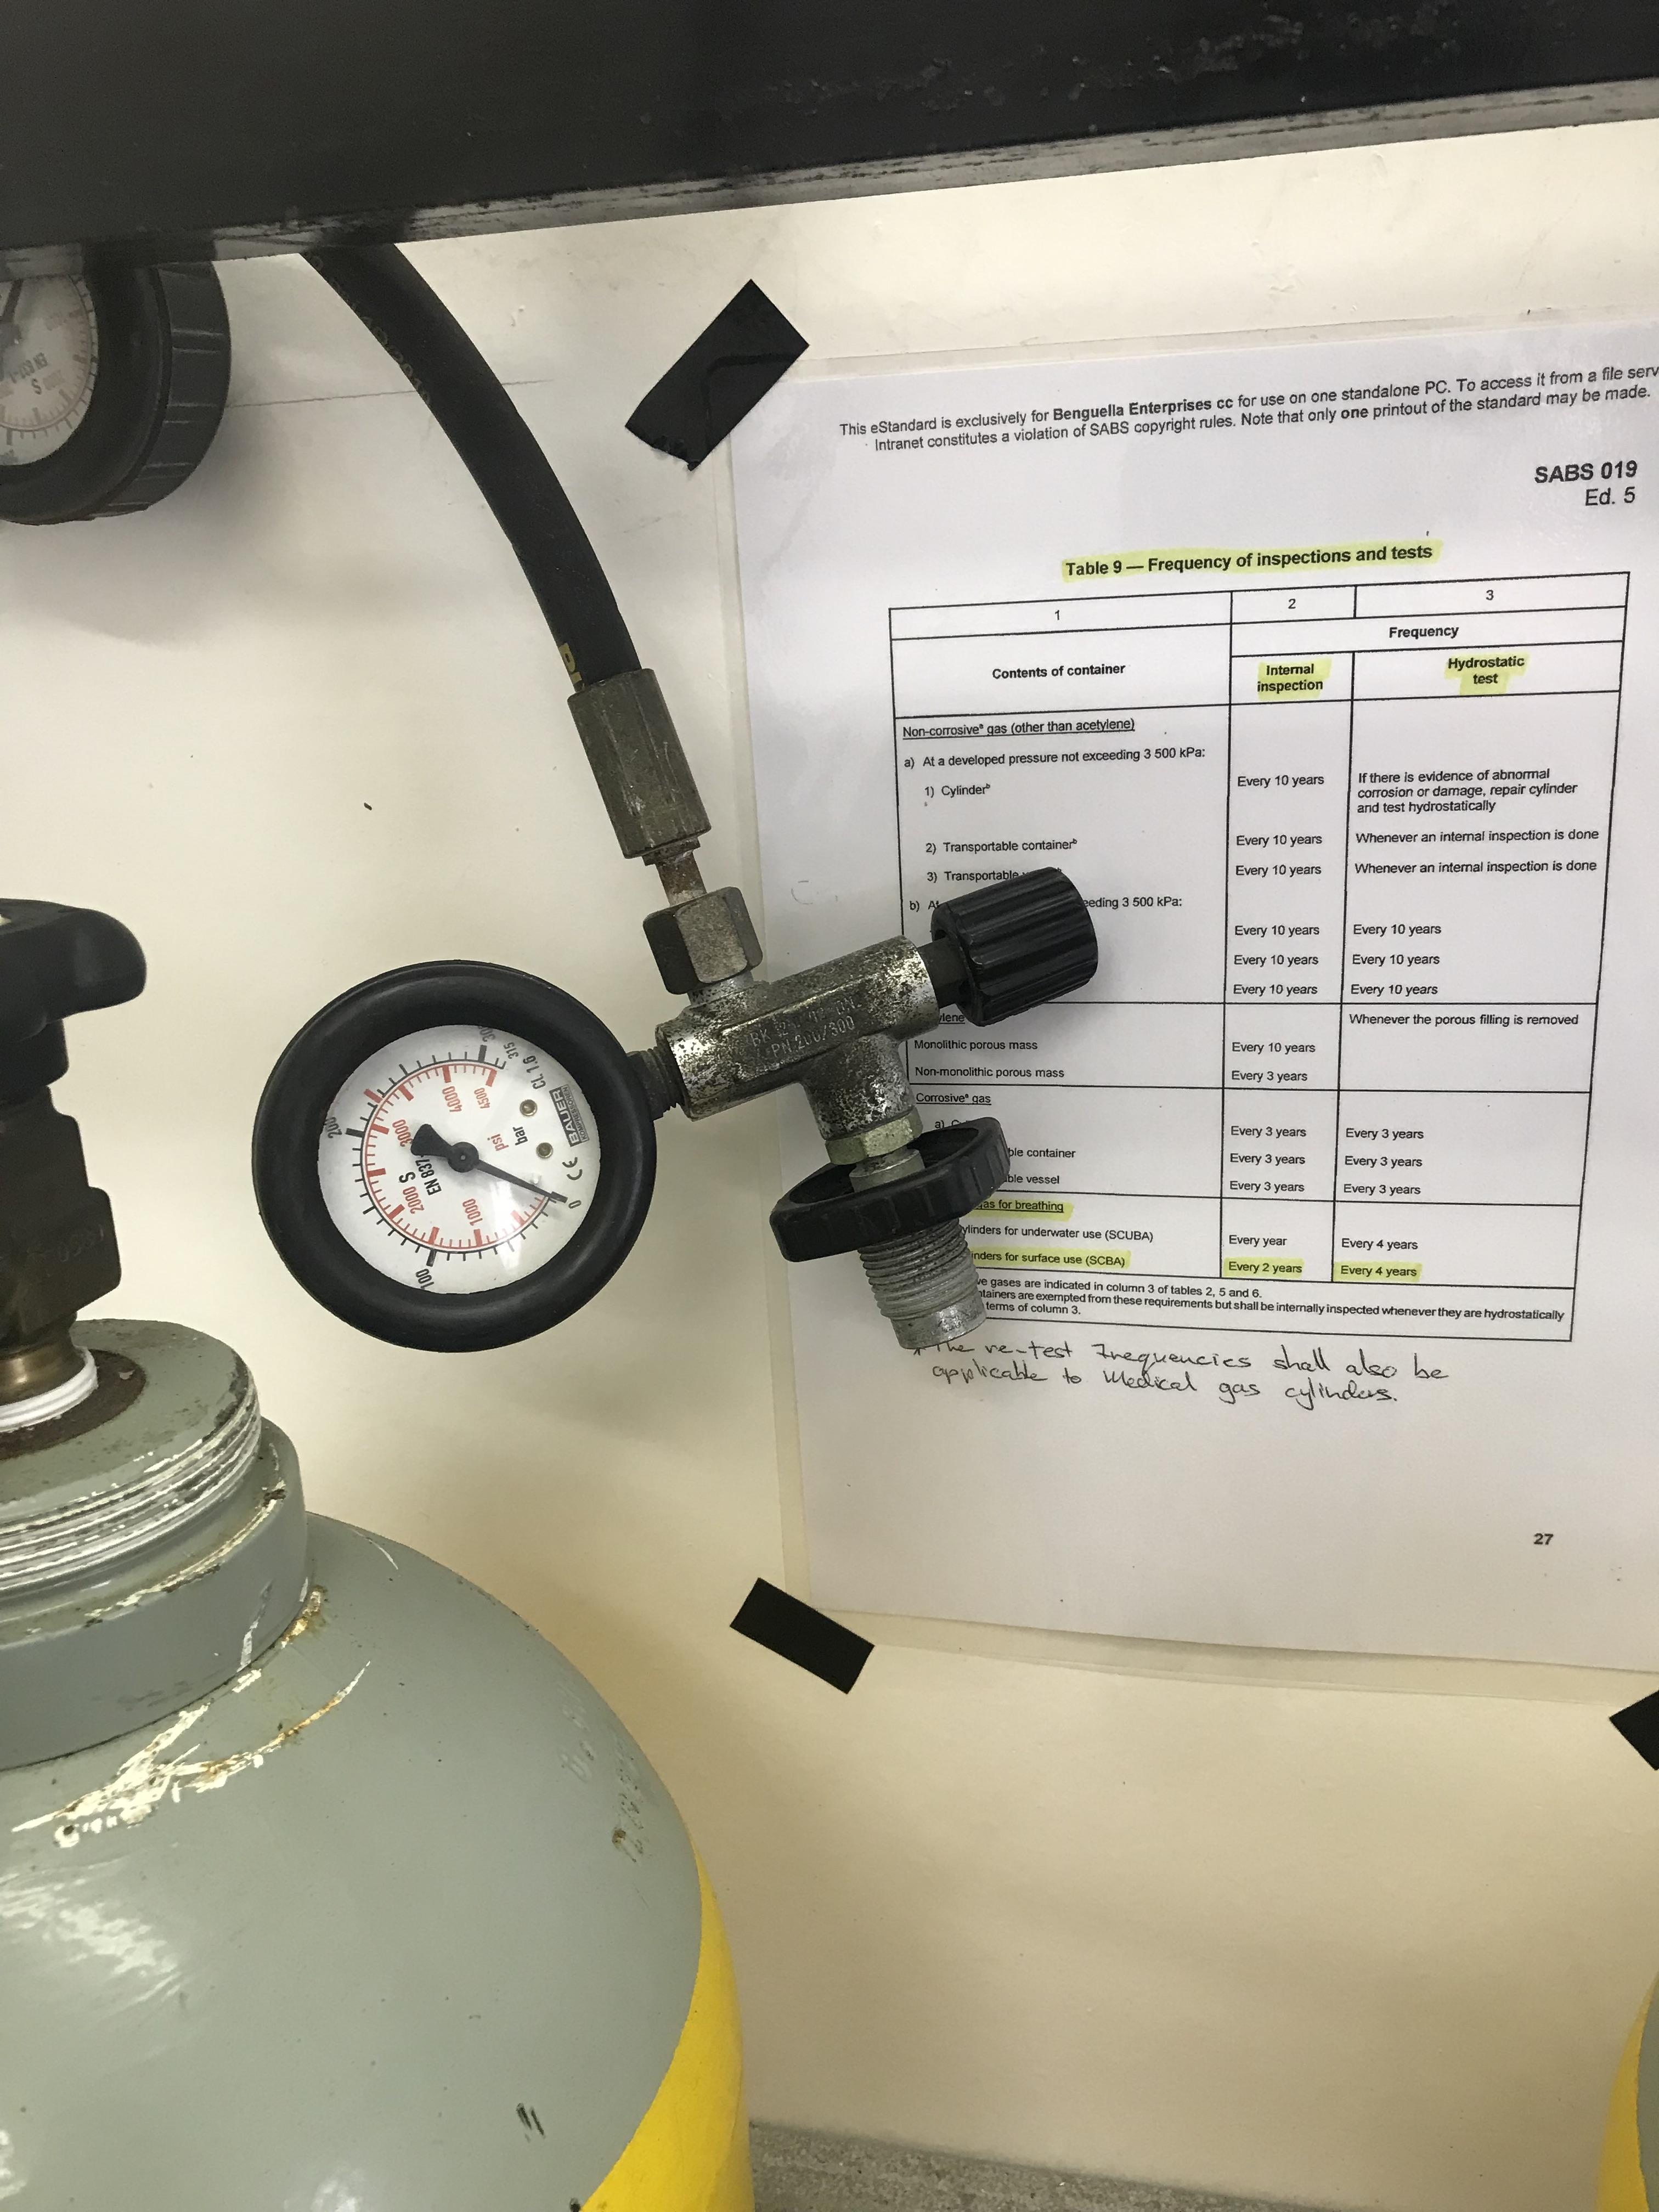 This eStandard is exclusively for Benguella Enterprises cc for use on one standalone PC. To access it from a file serv
Intranet constitutes a violation of SABS copyright rules. Note that only one printout of the standard may be made.
SABS 019
Ed. 5
Table 9 — Frequency of inspections and tests
1 2 3
Frequency
Contents of container
Internal
inspection
Hydrostatic
test
Non-corrosiveª gas (other than acetylene)
a) At a developed pressure not exceeding 3 500 kPa:
1) Cylinderᵇ Every 10 years If there is evidence of abnormal
corrosion or damage, repair cylinder
and test hydrostatically
2) Transportable containerᵇ Every 10 years Whenever an internal inspection is done
3) Transportable Every 10 years Whenever an internal inspection is done
b) eeding 3 500 kPa:
Every 10 years Every 10 years
Every 10 years Every 10 years
Every 10 years Every 10 years
ylene Whenever the porous filling is removed
Monolithic porous mass Every 10 years
Non-monolithic porous mass Every 3 years
Corrosiveª gas
a)
Every 3 years Every 3 years
ble container Every 3 years Every 3 years
ble vessel Every 3 years Every 3 years
gas for breathing
ylinders for underwater use (SCUBA) Every year Every 4 years
inders for surface use (SCBA) Every 2 years Every 4 years
ve gases are indicated in column 3 of tables 2, 5 and 6.
tainers are exempted from these requirements but shall be internally inspected whenever they are hydrostatically
terms of column 3.
The re-test Frequencies shall also be
applicable to Medical gas cylinders.
27
PN 200/300
BAUER
CE
CL 1.6
bar
psi
EN 837
S
0
100
200
315
1000
2000
3000
4000
4500
EN 837-1
S